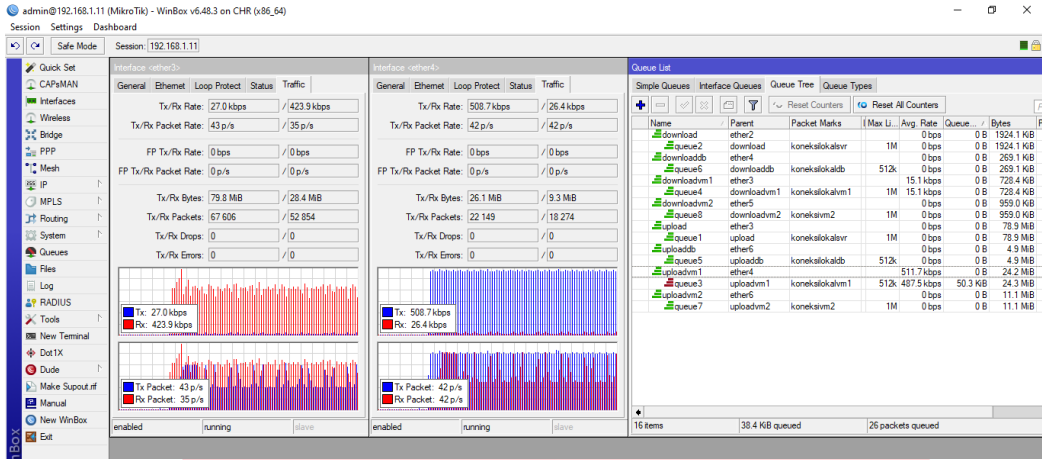 admin@192.168.1.11 (MikroTik) - WinBox v6.48.3 on CHR (x86_64)
Session Settings Dashboard
Safe Mode Session: 192.168.1.11
Quick Set
CAPsMAN
Interfaces
Wireless
Bridge
PPP
Mesh
IP
MPLS
Routing
System
Queues
Files
Log
RADIUS
Tools
New Terminal
Dot1X
Dude
Make Supout.rif
Manual
New WinBox
Exit
Interface <ether3>
General Ethernet Loop Protect Status Traffic
Tx/Rx Rate: 27.0 kbps / 423.9 kbps
Tx/Rx Packet Rate: 43 p/s / 35 p/s
FP Tx/Rx Rate: 0 bps / 0 bps
FP Tx/Rx Packet Rate: 0 p/s / 0 p/s
Tx/Rx Bytes: 79.8 MiB / 28.4 MiB
Tx/Rx Packets: 67 606 / 52 854
Tx/Rx Drops: 0 / 0
Tx/Rx Errors: 0 / 0
Tx: 27.0 kbps
Rx: 423.9 kbps
Tx Packet: 43 p/s
Rx Packet: 35 p/s
enabled running slave
Interface <ether4>
General Ethernet Loop Protect Status Traffic
Tx/Rx Rate: 508.7 kbps / 26.4 kbps
Tx/Rx Packet Rate: 42 p/s / 42 p/s
FP Tx/Rx Rate: 0 bps / 0 bps
FP Tx/Rx Packet Rate: 0 p/s / 0 p/s
Tx/Rx Bytes: 26.1 MiB / 9.3 MiB
Tx/Rx Packets: 22 149 / 18 274
Tx/Rx Drops: 0 / 0
Tx/Rx Errors: 0 / 0
Tx: 508.7 kbps
Rx: 26.4 kbps
Tx Packet: 42 p/s
Rx Packet: 42 p/s
enabled running slave
Queue List
Simple Queues Interface Queues Queue Tree Queue Types
Reset Counters Reset All Counters
Name Parent Packet Marks Max Li... Avg. Rate Queue... Bytes
download ether2 0 bps 0 B 1924.1 KiB
queue2 download koneksilokalsvr 1M 0 bps 0 B 1924.1 KiB
downloaddb ether4 0 bps 0 B 269.1 KiB
queue6 downloaddb koneksilokaldb 512k 0 bps 0 B 269.1 KiB
downloadvm1 ether3 15.1 kbps 0 B 728.4 KiB
queue4 downloadvm1 koneksilokalvm1 1M 15.1 kbps 0 B 728.4 KiB
downloadvm2 ether5 0 bps 0 B 959.0 KiB
queue8 downloadvm2 koneksivm2 1M 0 bps 0 B 959.0 KiB
upload ether3 0 bps 0 B 78.9 MiB
queue1 upload koneksilokalsvr 1M 0 bps 0 B 78.9 MiB
uploaddb ether5 0 bps 0 B 4.9 MiB
queue5 uploaddb koneksilokaldb 512k 0 bps 0 B 4.9 MiB
uploadvm1 ether4 511.7 kbps 0 B 24.2 MiB
queue3 uploadvm1 koneksilokalvm1 512k 487.5 kbps 50.3 KiB 24.3 MiB
uploadvm2 ether6 0 bps 0 B 11.1 MiB
queue7 uploadvm2 koneksivm2 1M 0 bps 0 B 11.1 MiB
16 items 38.4 KiB queued 26 packets queued